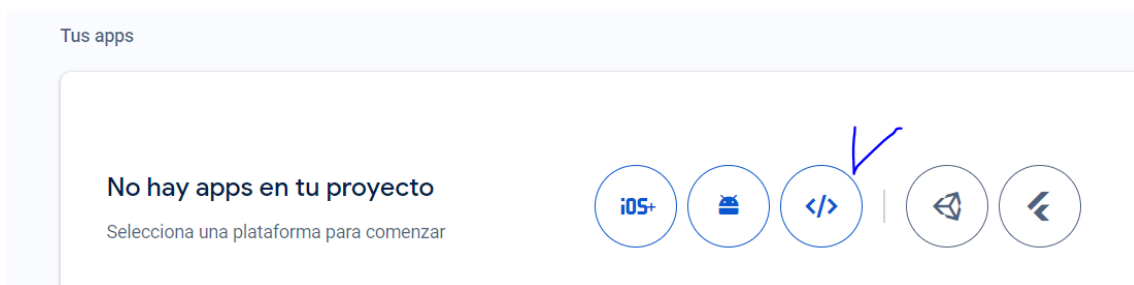 Tus apps
No hay apps en tu proyecto
Selecciona una plataforma para comenzar
iOS+
</>